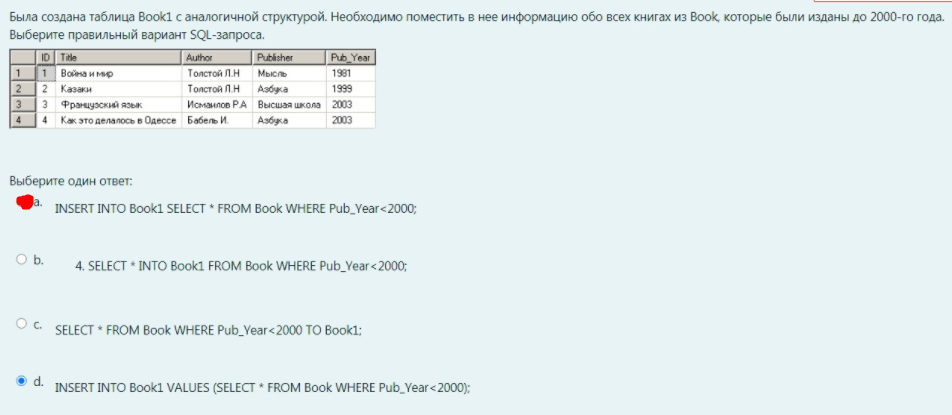 Была создана таблица Book1 с аналогичной структурой. Необходимо поместить в нее информацию обо всех книгах из Book, которые были изданы до 2000-го года.
Выберите правильный вариант SQL-запроса.
ID Title Author Publisher Pub_Year
1 1 Война и мир Толстой Л.Н Мысль 1981
2 2 Казаки Толстой Л.Н Азбука 1999
3 3 Французский язык Исмаилов Р.А Высшая школа 2003
4 4 Как это делалось в Одессе Бабель И. Азбука 2003
Выберите один ответ:
a. INSERT INTO Book1 SELECT * FROM Book WHERE Pub_Year<2000;
b. 4. SELECT * INTO Book1 FROM Book WHERE Pub_Year<2000;
c. SELECT * FROM Book WHERE Pub_Year<2000 TO Book1;
d. INSERT INTO Book1 VALUES (SELECT * FROM Book WHERE Pub_Year<2000);